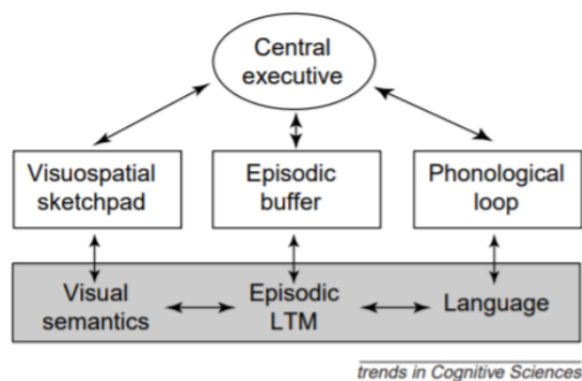 Central
executive
Visuospatial
sketchpad
Episodic
buffer
Phonological
loop
Visual
semantics
Episodic
LTM
Language
trends in Cognitive Sciences